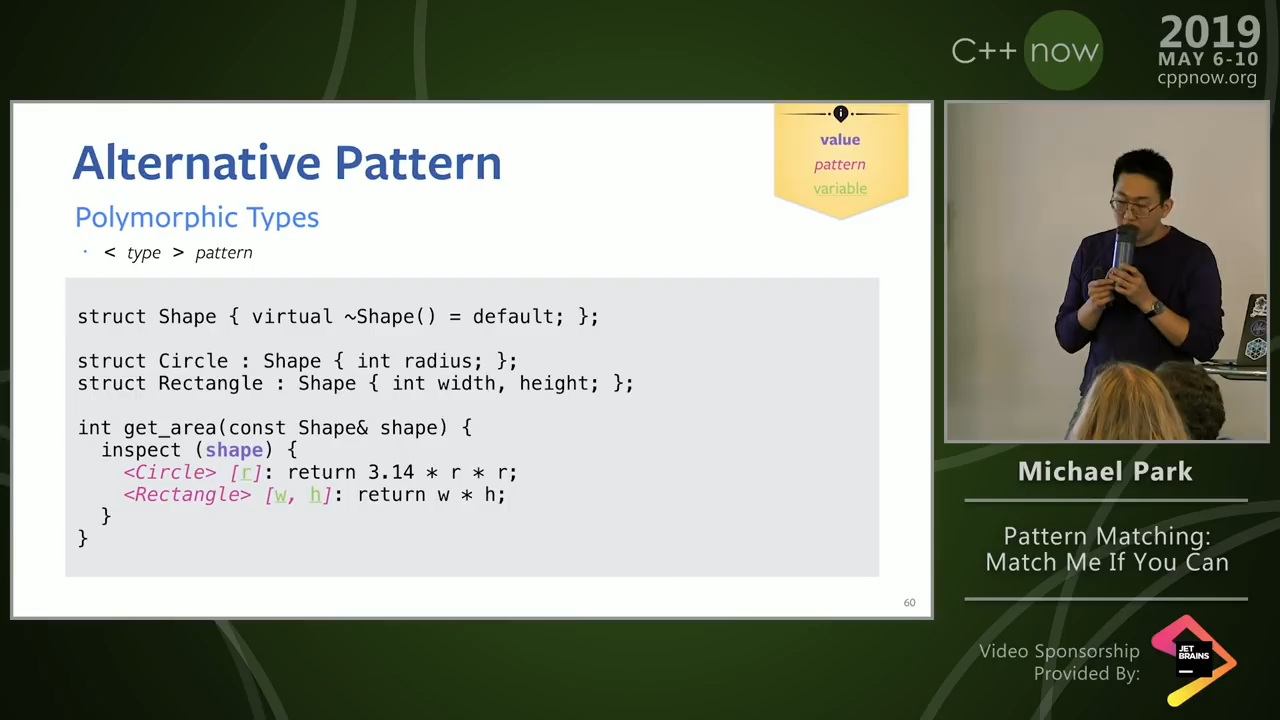 C++ now
2019
MAY 6-10
cppnow.org
Alternative Pattern
value
pattern
variable
Polymorphic Types
· < type > pattern
struct Shape { virtual ~Shape() = default; };
struct Circle : Shape { int radius; };
struct Rectangle : Shape { int width, height; };
int get_area(const Shape& shape) {
inspect (shape) {
<Circle> [r]: return 3.14 * r * r;
<Rectangle> [w, h]: return w * h;
}
}
60
Michael Park
Pattern Matching:
Match Me If You Can
Video Sponsorship
Provided By:
JET
BRAINS